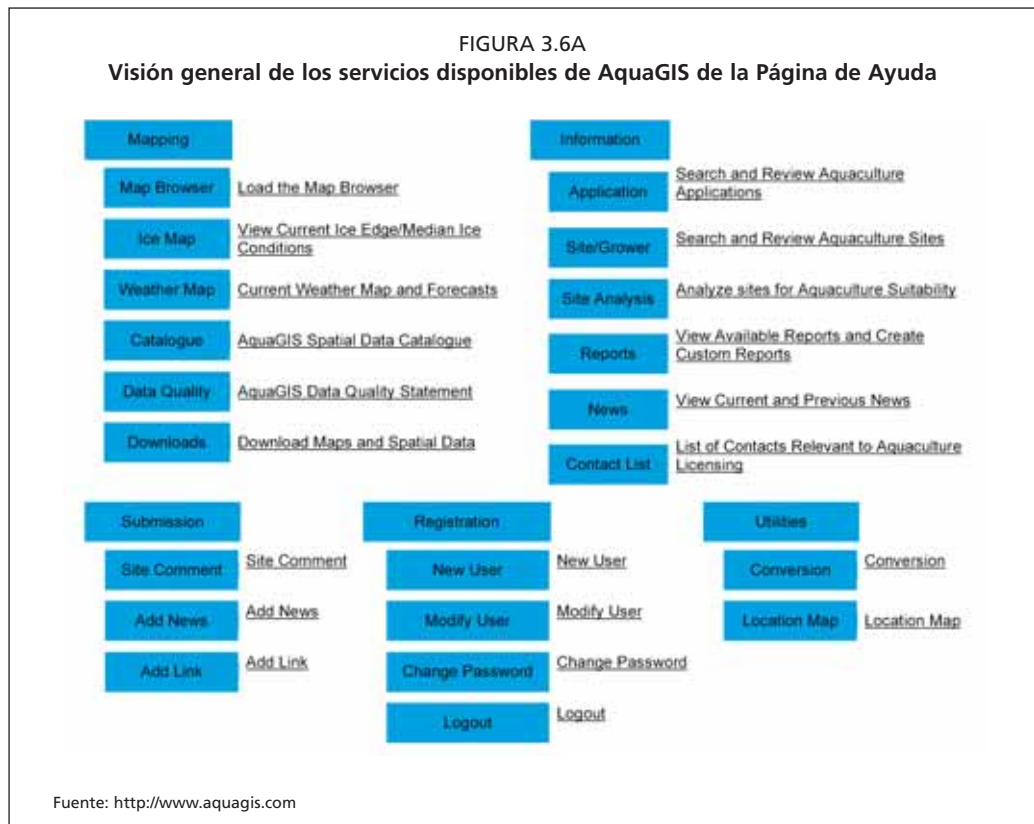 FIGURA 3.6A
Visión general de los servicios disponibles de AquaGIS de la Página de Ayuda
Mapping
Map Browser
Load the Map Browser
Ice Map
View Current Ice Edge/Median Ice
Conditions
Weather Map
Current Weather Map and Forecasts
Catalogue
AquaGIS Spatial Data Catalogue
Data Quality
AquaGIS Data Quality Statement
Downloads
Download Maps and Spatial Data
Information
Application
Search and Review Aquaculture
Applications
Site/Grower
Search and Review Aquaculture Sites
Site Analysis
Analyze sites for Aquaculture Suitability
Reports
View Available Reports and Create
Custom Reports
News
View Current and Previous News
Contact List
List of Contacts Relevant to Aquaculture
Licensing
Submission
Site Comment
Site Comment
Add News
Add News
Add Link
Add Link
Registration
New User
New User
Modify User
Modify User
Change Password
Change Password
Logout
Logout
Utilities
Conversion
Conversion
Location Map
Location Map
Fuente: http://www.aquagis.com